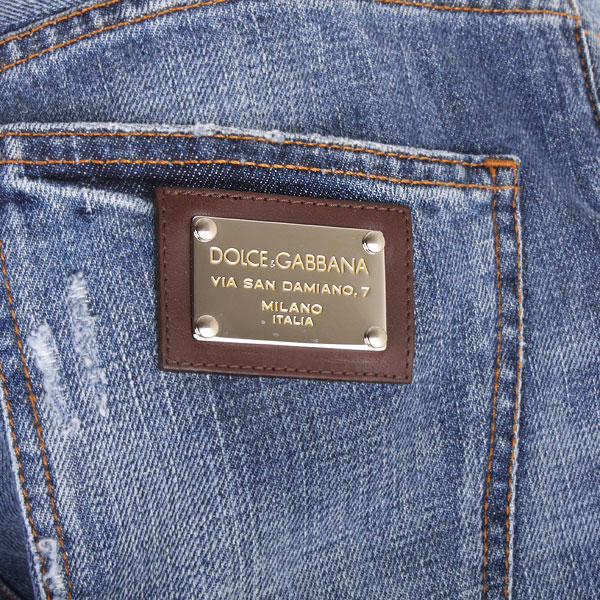 DOLCE&GABBANA
VIA SAN DAMIANO, 7
MILANO
ITALIA